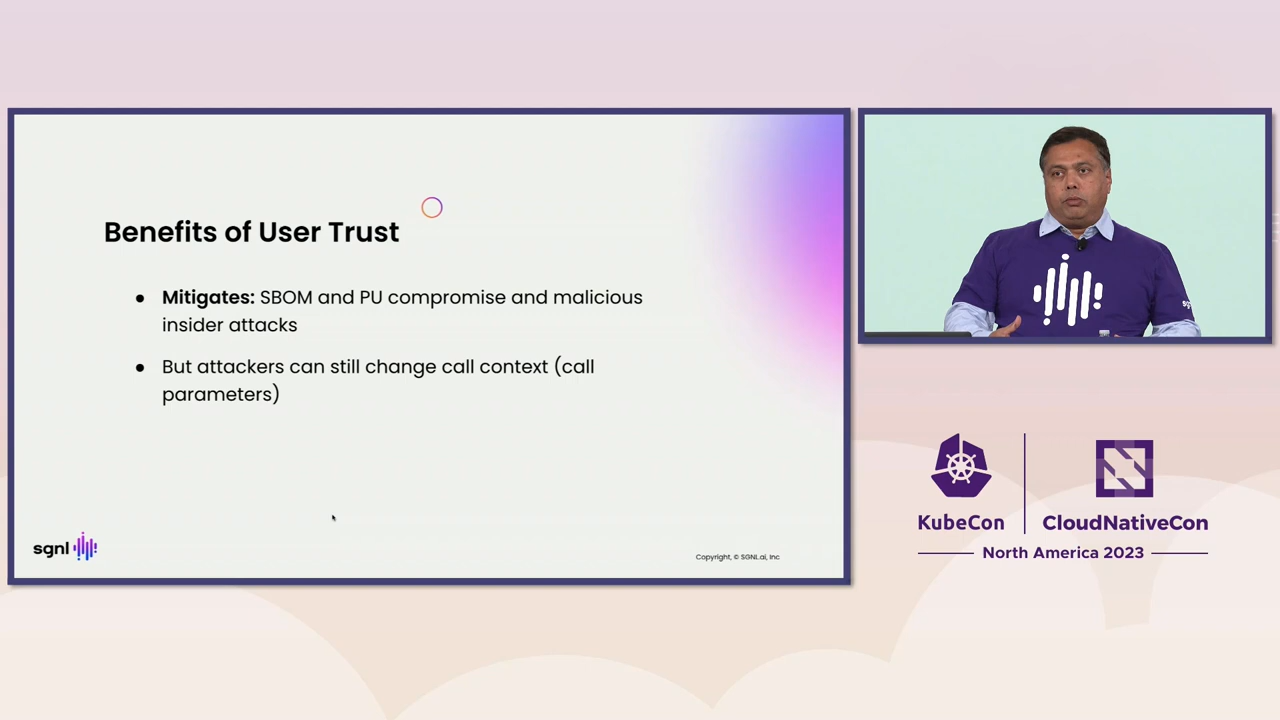 Benefits of User Trust
● Mitigates: SBOM and PU compromise and malicious
insider attacks
● But attackers can still change call context (call
parameters)
sgnl
Copyright, © SGNL.ai, Inc
KubeCon
CloudNativeCon
North America 2023